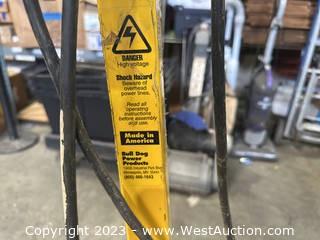 DANGER
High voltage
Shock Hazard
Beware of
overhead
power lines.
Read all
operating
instructions
before assembly
and use.
Made in
America
Bull Dog
Power
Products
Copyright © 2023 - WestAuction.com